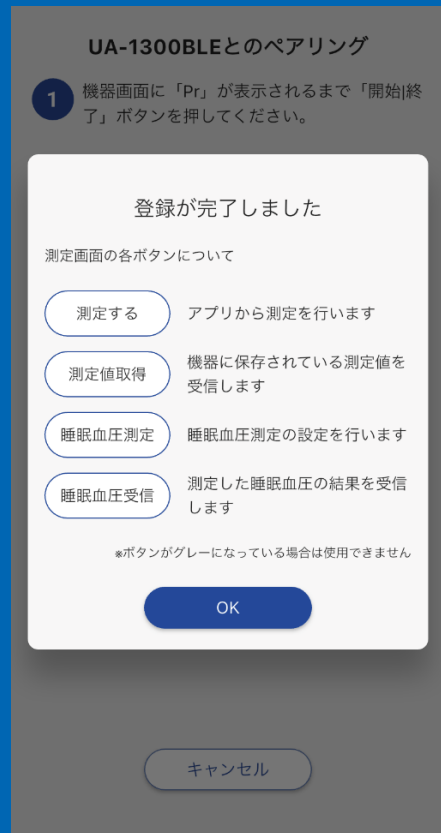 UA-1300BLEとのペアリング
1
機器画面に「Pr」が表示されるまで「開始|終
了」ボタンを押してください。
登録が完了しました
測定画面の各ボタンについて
測定する
アプリから測定を行います
測定値取得
機器に保存されている測定値を
受信します
睡眠血圧測定
睡眠血圧測定の設定を行います
睡眠血圧受信
測定した睡眠血圧の結果を受信
します
※ボタンがグレーになっている場合は使用できません
OK
キャンセル